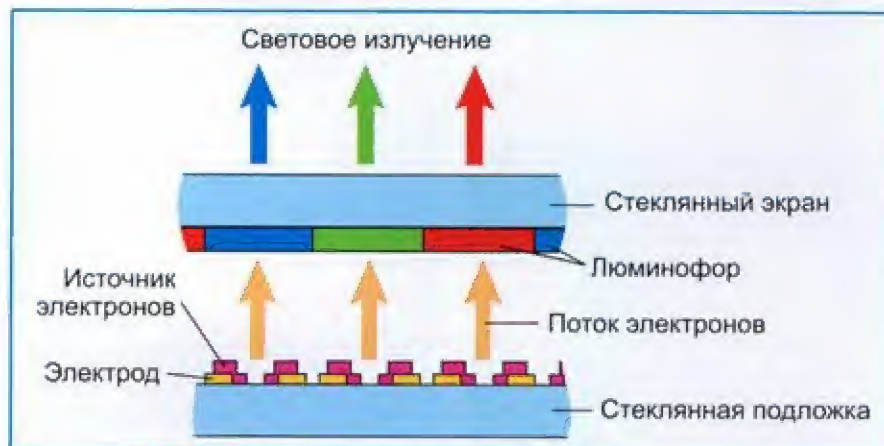 Световое излучение
Стеклянный экран
Люминофор
Источник
электронов
Поток электронов
Электрод
Стеклянная подложка